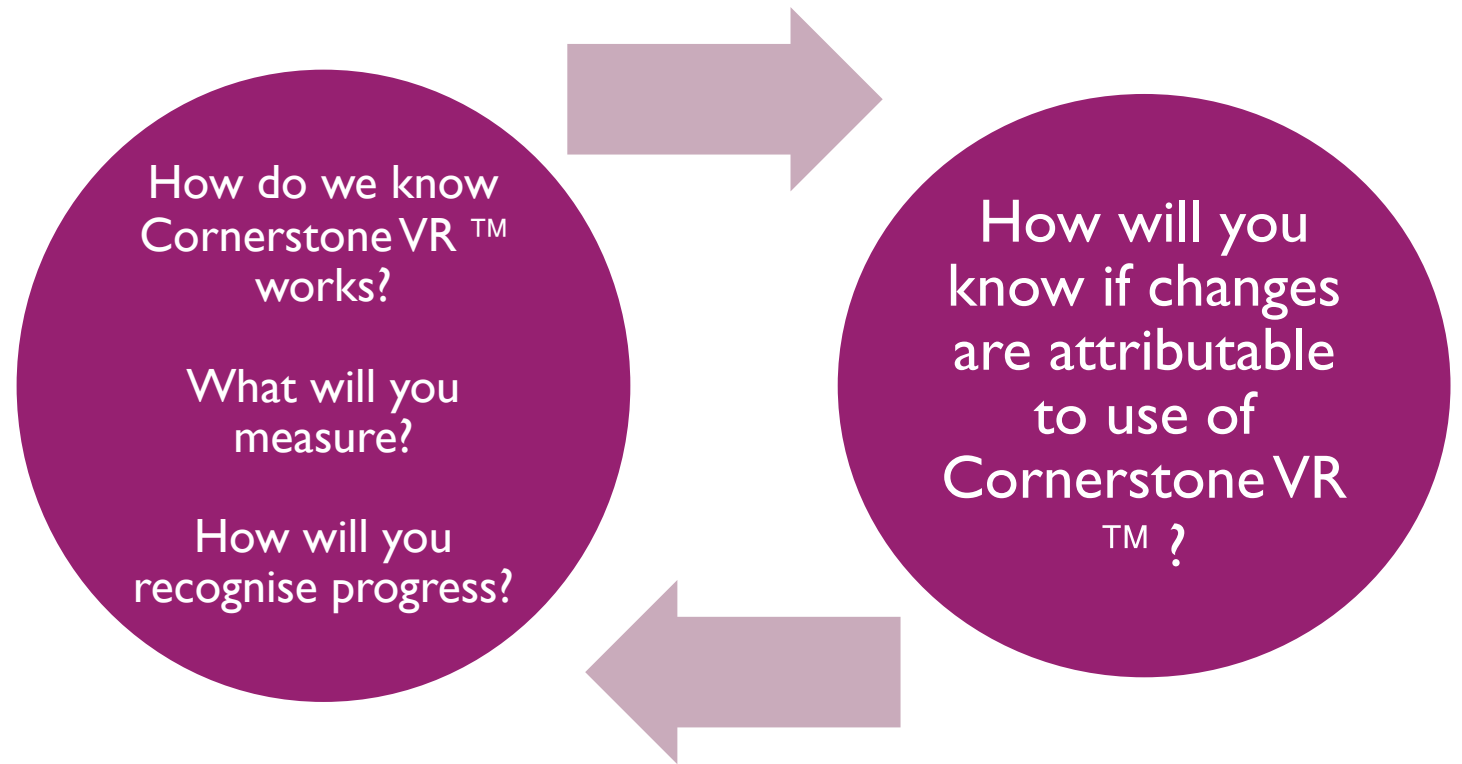 How do we know
Cornerstone VR ™
works?
What will you
measure?
How will you
recognise progress?
How will you
know if changes
are attributable
to use of
Cornerstone VR
™ ?